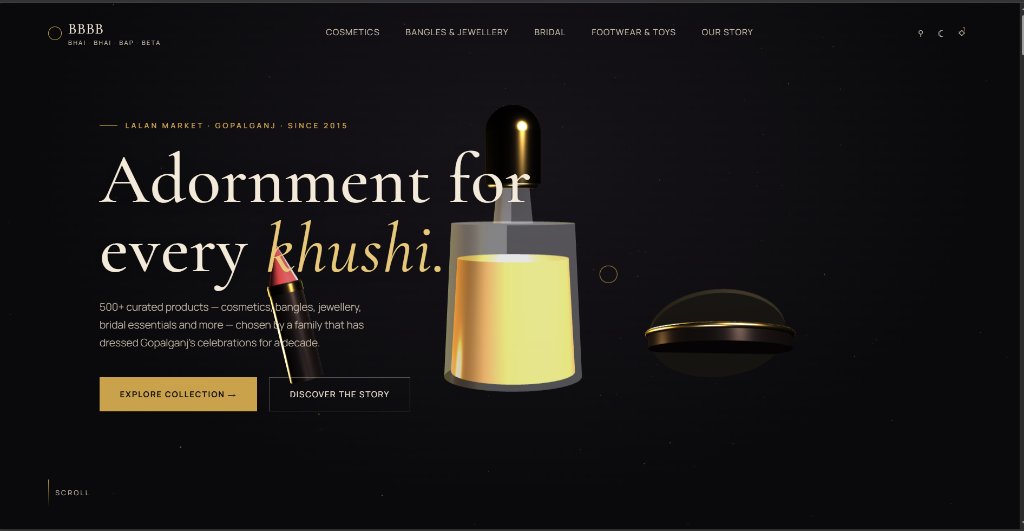 BBBB
BHAI · BHAI · BAP · BETA
COSMETICS
BANGLES & JEWELLERY
BRIDAL
FOOTWEAR & TOYS
OUR STORY
LALAN MARKET · GOPALGANJ · SINCE 2015
Adornment for
every khushi.
500+ curated products — cosmetics, bangles, jewellery,
bridal essentials and more — chosen by a family that has
dressed Gopalganj's celebrations for a decade.
EXPLORE COLLECTION →
DISCOVER THE STORY
SCROLL